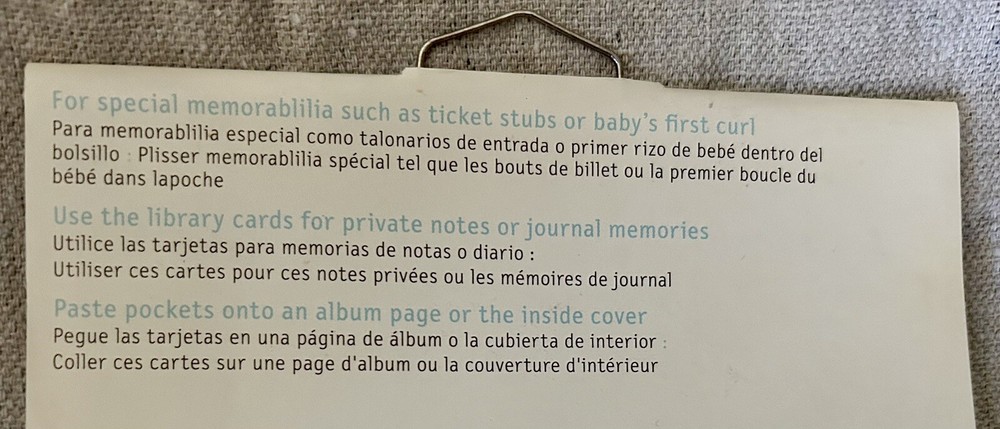 For special memorablilia such as ticket stubs or baby's first curl
Para memorablilia especial como talonarios de entrada o primer rizo de bebé dentro del
bolsillo : Plisser memorablilia spécial tel que les bouts de billet ou la premier boucle du
bébé dans lapoche
Use the library cards for private notes or journal memories
Utilice las tarjetas para memorias de notas o diario :
Utiliser ces cartes pour ces notes privées ou les mémoires de journal
Paste pockets onto an album page or the inside cover
Pegue las tarjetas en una página de álbum o la cubierta de interior :
Coller ces cartes sur une page d'album ou la couverture d'intérieur